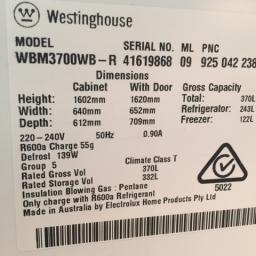 W Westinghouse
MODEL SERIAL NO. ML PNC
WBM3700WB-R 41619868 09 925 042 238
Dimensions
Cabinet With Door Gross Capacity
Height: 1602mm 1620mm Total: 370L
Width: 640mm 652mm Refrigerator: 243L
Depth: 612mm 709mm Freezer: 122L
220-240V 50Hz 0.90A
R600a Charge 55g
Defrost 139W
Group 5 Climate Class T
Rated Gross Vol 370L
Rated Storage Vol 332L
Insulation Blowing Gas: Pentane
Only charge with R600a Refrigerant
Made in Australia by Electrolux Home Products Pty Ltd
5022